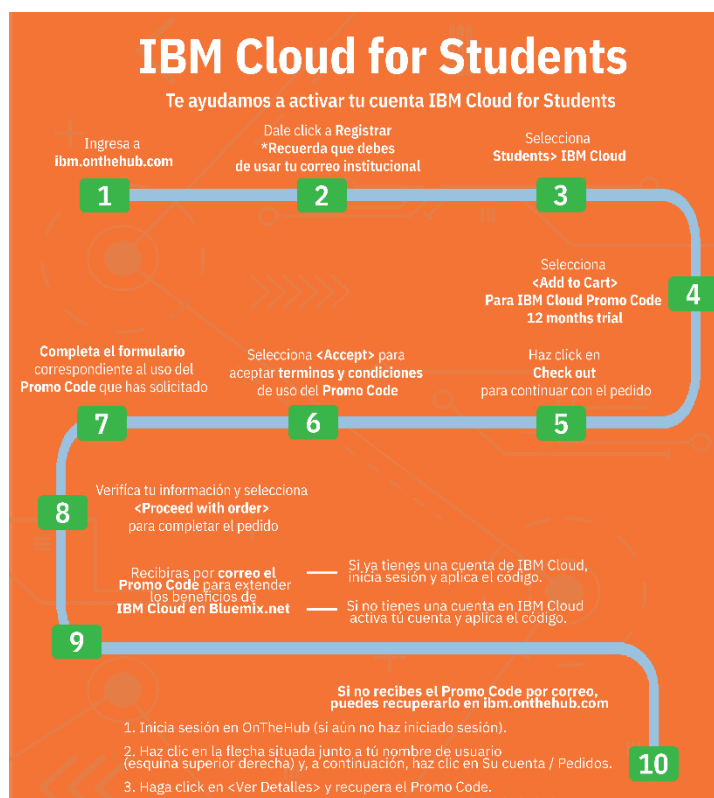 IBM Cloud for Students
Te ayudamos a activar tu cuenta IBM Cloud for Students
Ingresa a
ibm.onthehub.com
1
Dale click a Registrar
*Recuerda que debes
de usar tu correo institucional
2
Selecciona
Students> IBM Cloud
3
Selecciona
<Add to Cart>
Para IBM Cloud Promo Code
12 months trial
4
Haz click en
Check out
para continuar con el pedido
5
Selecciona <Accept> para
aceptar terminos y condiciones
de uso del Promo Code
6
Completa el formulario
correspondiente al uso del
Promo Code que has solicitado
7
Verifíca tu información y selecciona
<Proceed with order>
para completar el pedido
8
Recibiras por correo el
Promo Code para extender
los beneficios de
IBM Cloud en Bluemix.net
Si ya tienes una cuenta de IBM Cloud,
inicia sesión y aplica el código.
Si no tienes una cuenta en IBM Cloud
activa tú cuenta y aplica el código.
9
Si no recibes el Promo Code por correo,
puedes recuperarlo en ibm.onthehub.com
1. Inicia sesión en OnTheHub (si aún no haz iniciado sesión).
2. Haz clic en la flecha situada junto a tú nombre de usuario
(esquina superior derecha) y, a continuación, haz clic en Su cuenta / Pedidos.
3. Haga click en <Ver Detalles> y recupera el Promo Code.
10